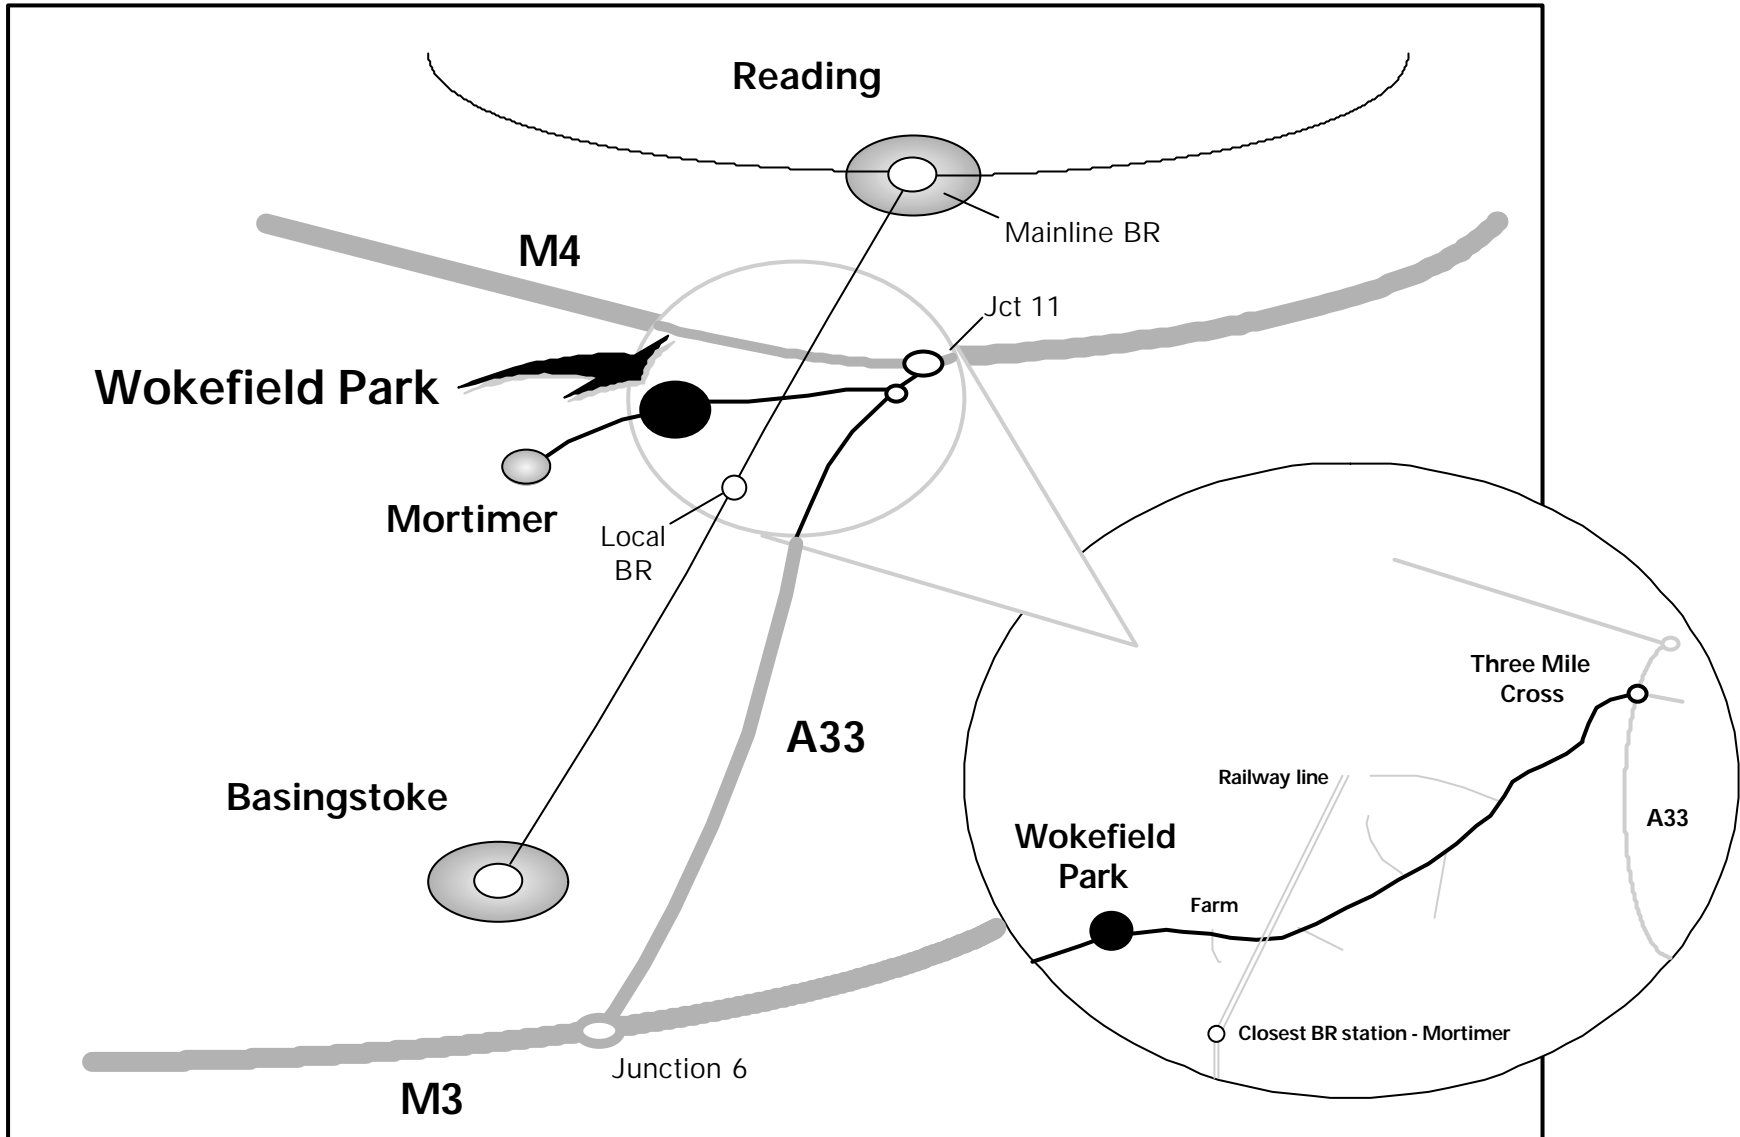 Reading
Mainline BR
M4
Jct 11
Wokefield Park
Mortimer
Local
BR
Three Mile
Cross
A33
Railway line
Basingstoke
A33
Wokefield
Park
Farm
Closest BR station - Mortimer
Junction 6
M3